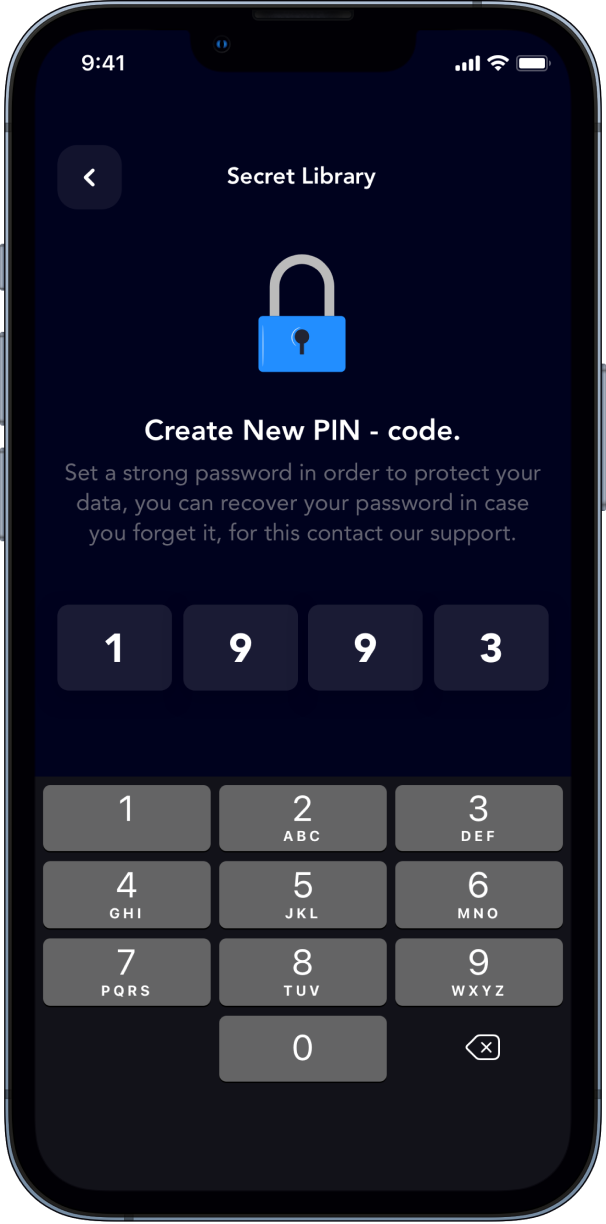 9:41
Secret Library
Create New PIN - code.
Set a strong password in order to protect your
data, you can recover your password in case
you forget it, for this contact our support.
1 9 9 3
1 2 3
ABC DEF
4 5 6
GHI JKL MNO
7 8 9
PQRS TUV WXYZ
0